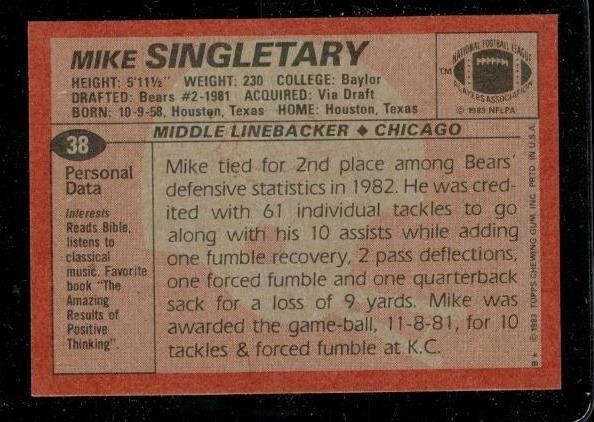 MIKE SINGLETARY
HEIGHT: 5'11½" WEIGHT: 230 COLLEGE: Baylor
DRAFTED: Bears #2-1981 ACQUIRED: Via Draft
BORN: 10-9-58, Houston, Texas HOME: Houston, Texas
TM
NATIONAL FOOTBALL LEAGUE
PLAYERS ASSOCIATION
© 1983 NFLPA
MIDDLE LINEBACKER ◆ CHICAGO
38
Personal
Data
Interests
Reads Bible,
listens to
classical
music. Favorite
book "The
Amazing
Results of
Positive
Thinking".
Mike tied for 2nd place among Bears'
defensive statistics in 1982. He was cred-
ited with 61 individual tackles to go
along with his 10 assists while adding
one fumble recovery, 2 pass deflections,
one forced fumble and one quarterback
sack for a loss of 9 yards. Mike was
awarded the game-ball, 11-8-81, for 10
tackles & forced fumble at K.C.
B* © 1983 TOPPS CHEWING GUM, INC. PRTD. IN U.S.A.